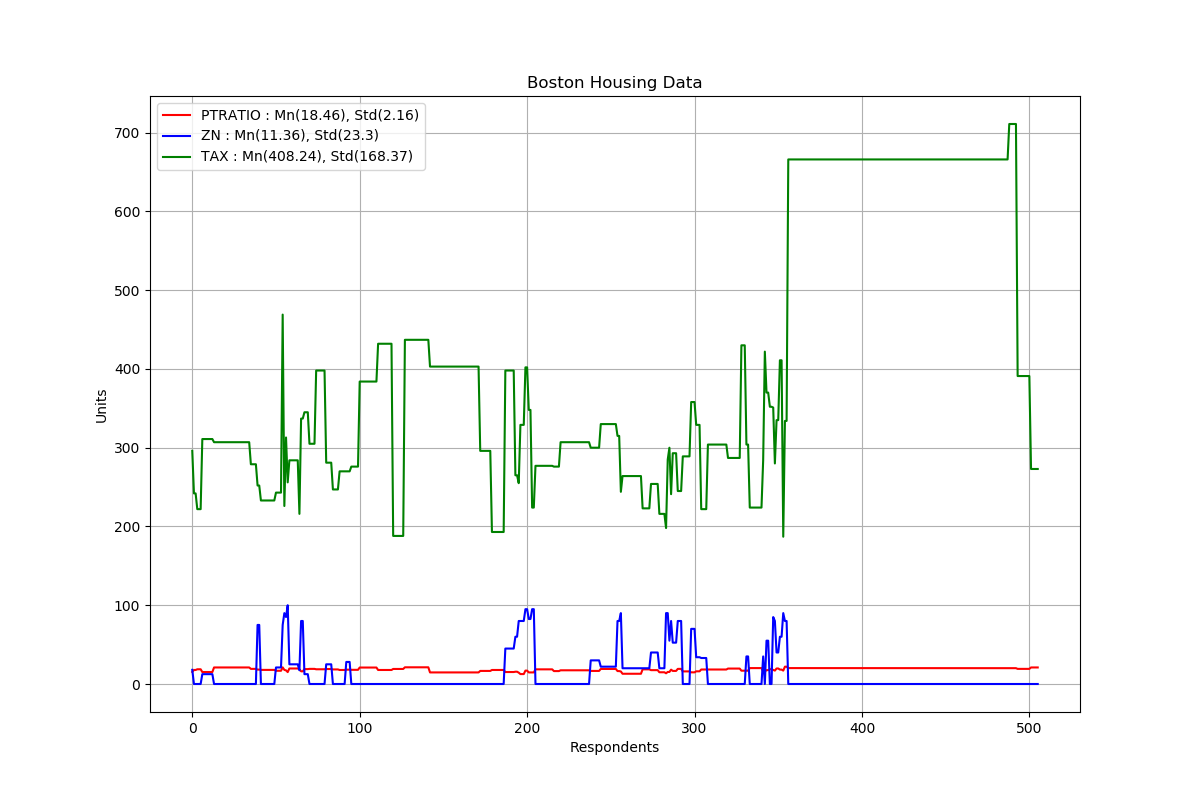 Boston Housing Data
PTRATIO : Mn(18.46), Std(2.16)
ZN : Mn(11.36), Std(23.3)
TAX : Mn(408.24), Std(168.37)
700
600
500
400
300
200
100
0
Units
0 100 200 300 400 500
Respondents